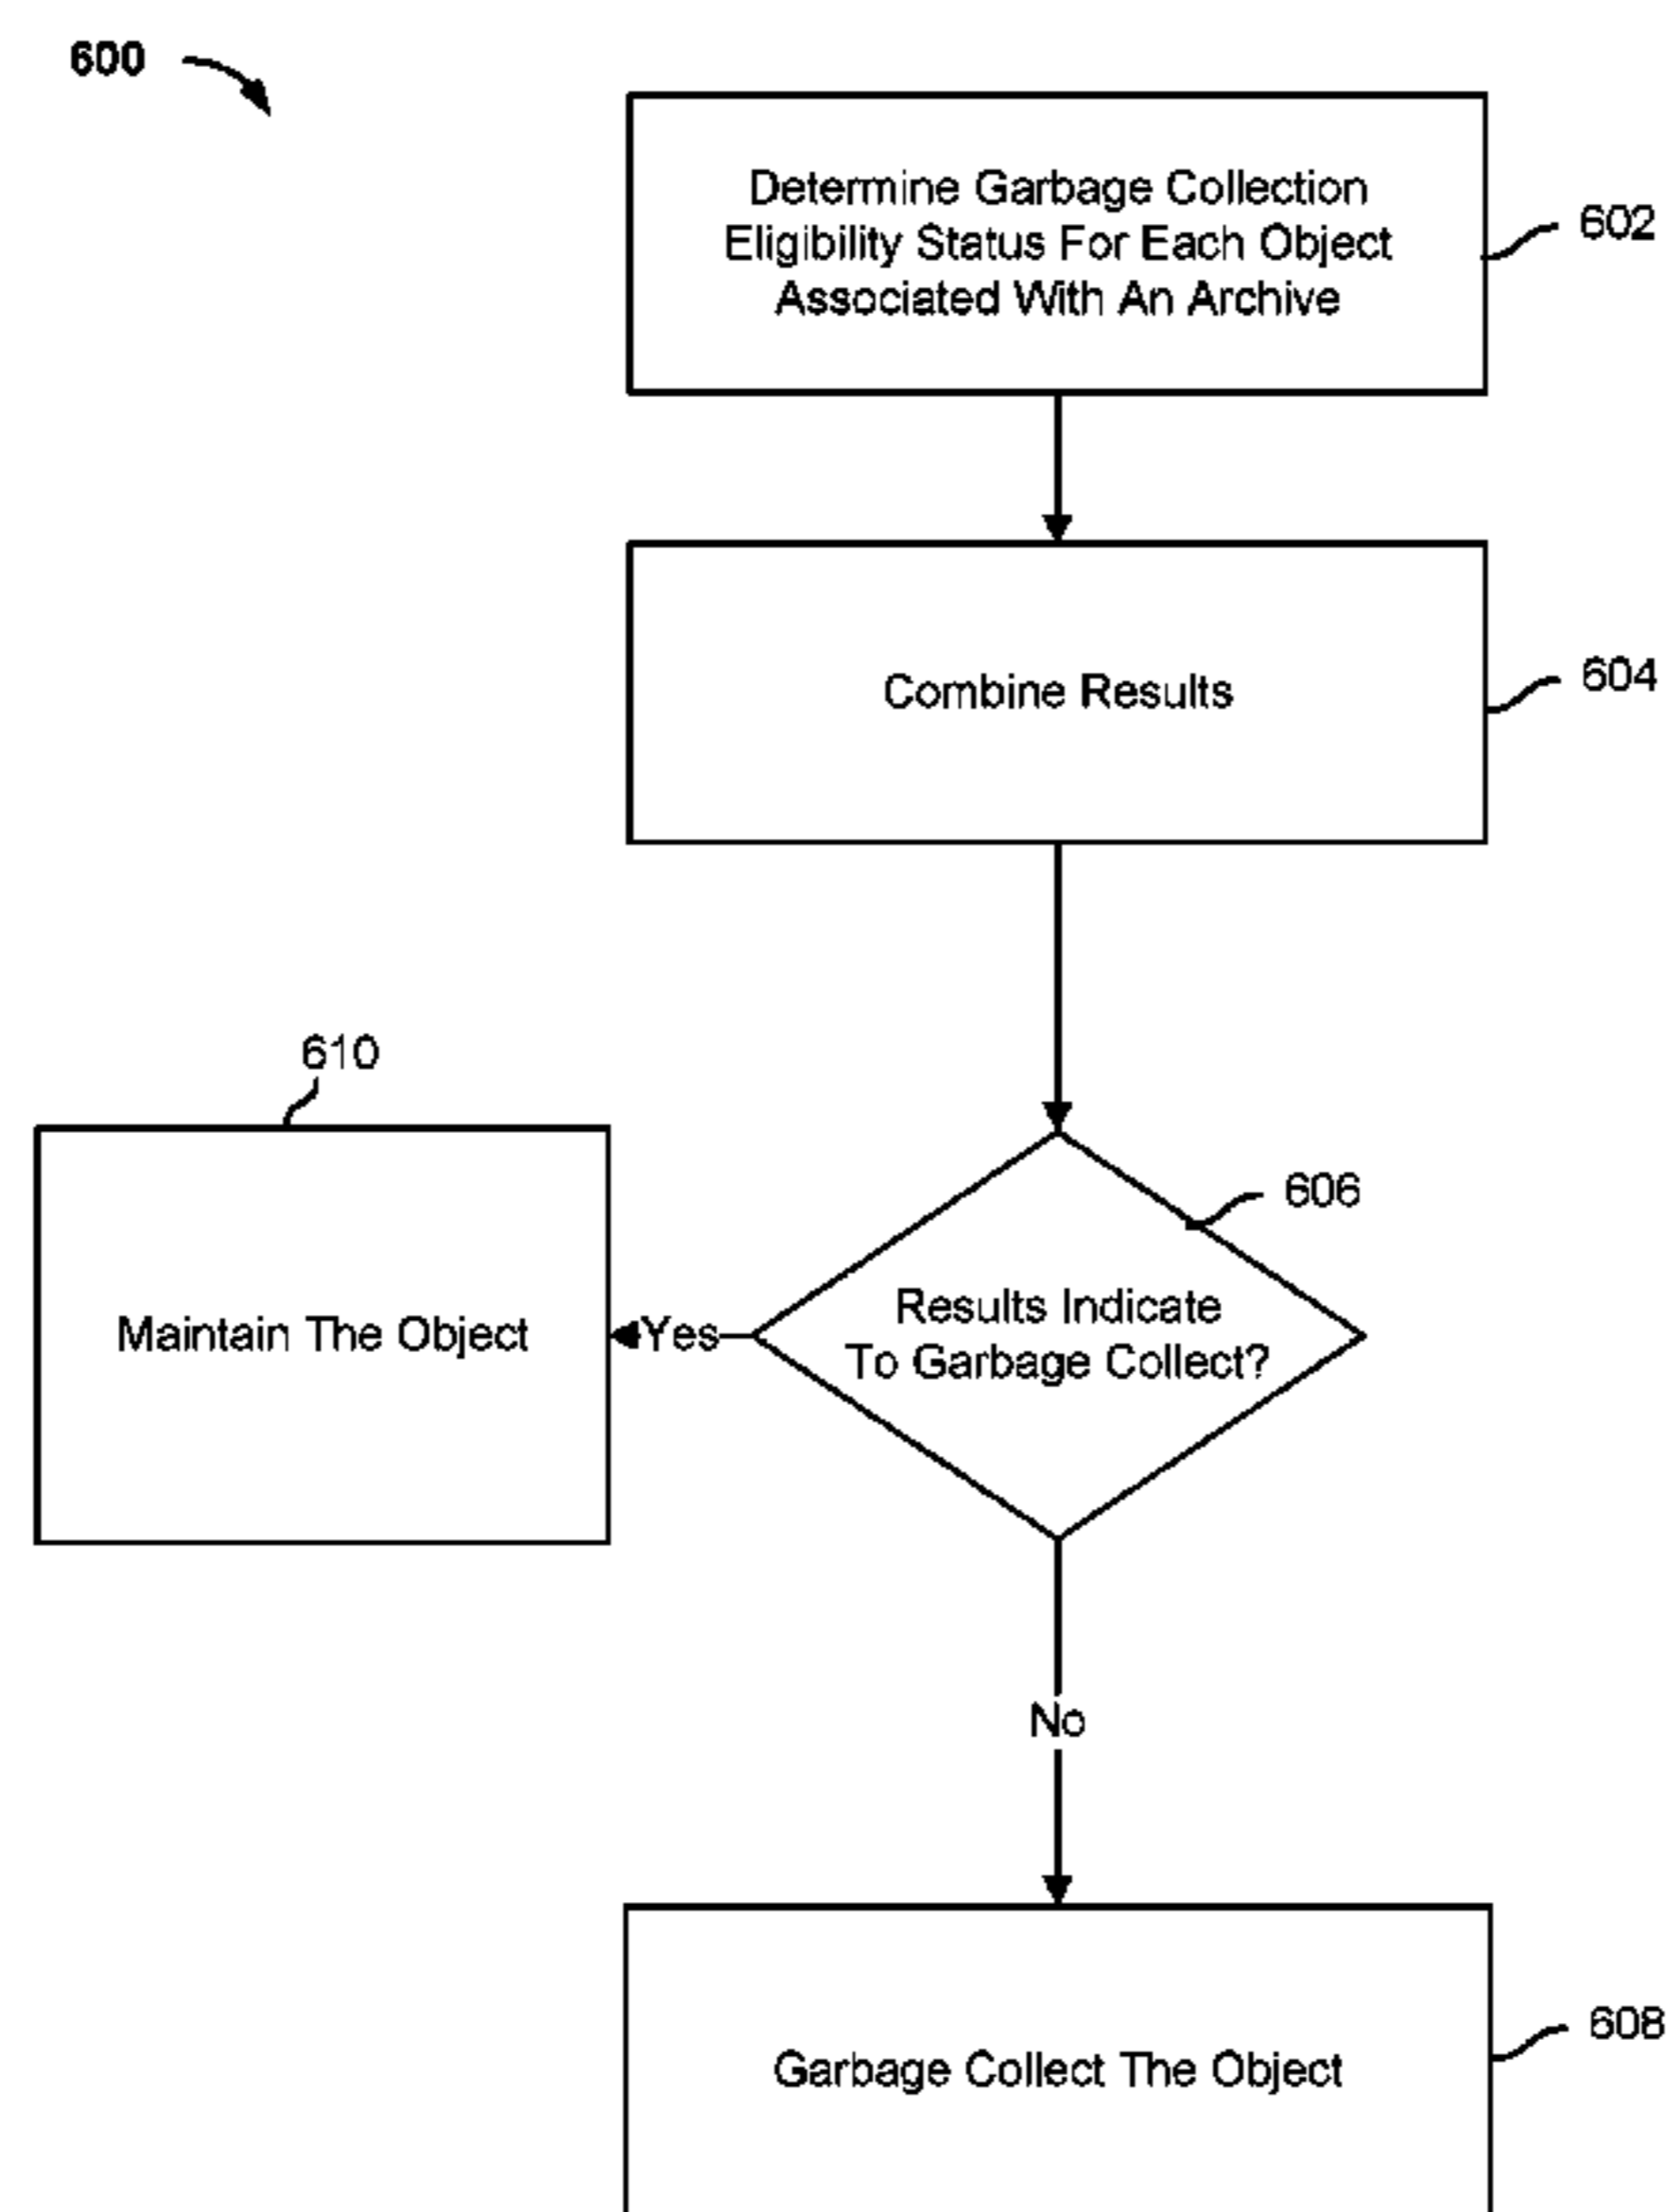 600
Determine Garbage Collection
Eligibility Status For Each Object
Associated With An Archive
602
Combine Results
604
610
606
Maintain The Object
Yes
Results Indicate
To Garbage Collect?
No
608
Garbage Collect The Object